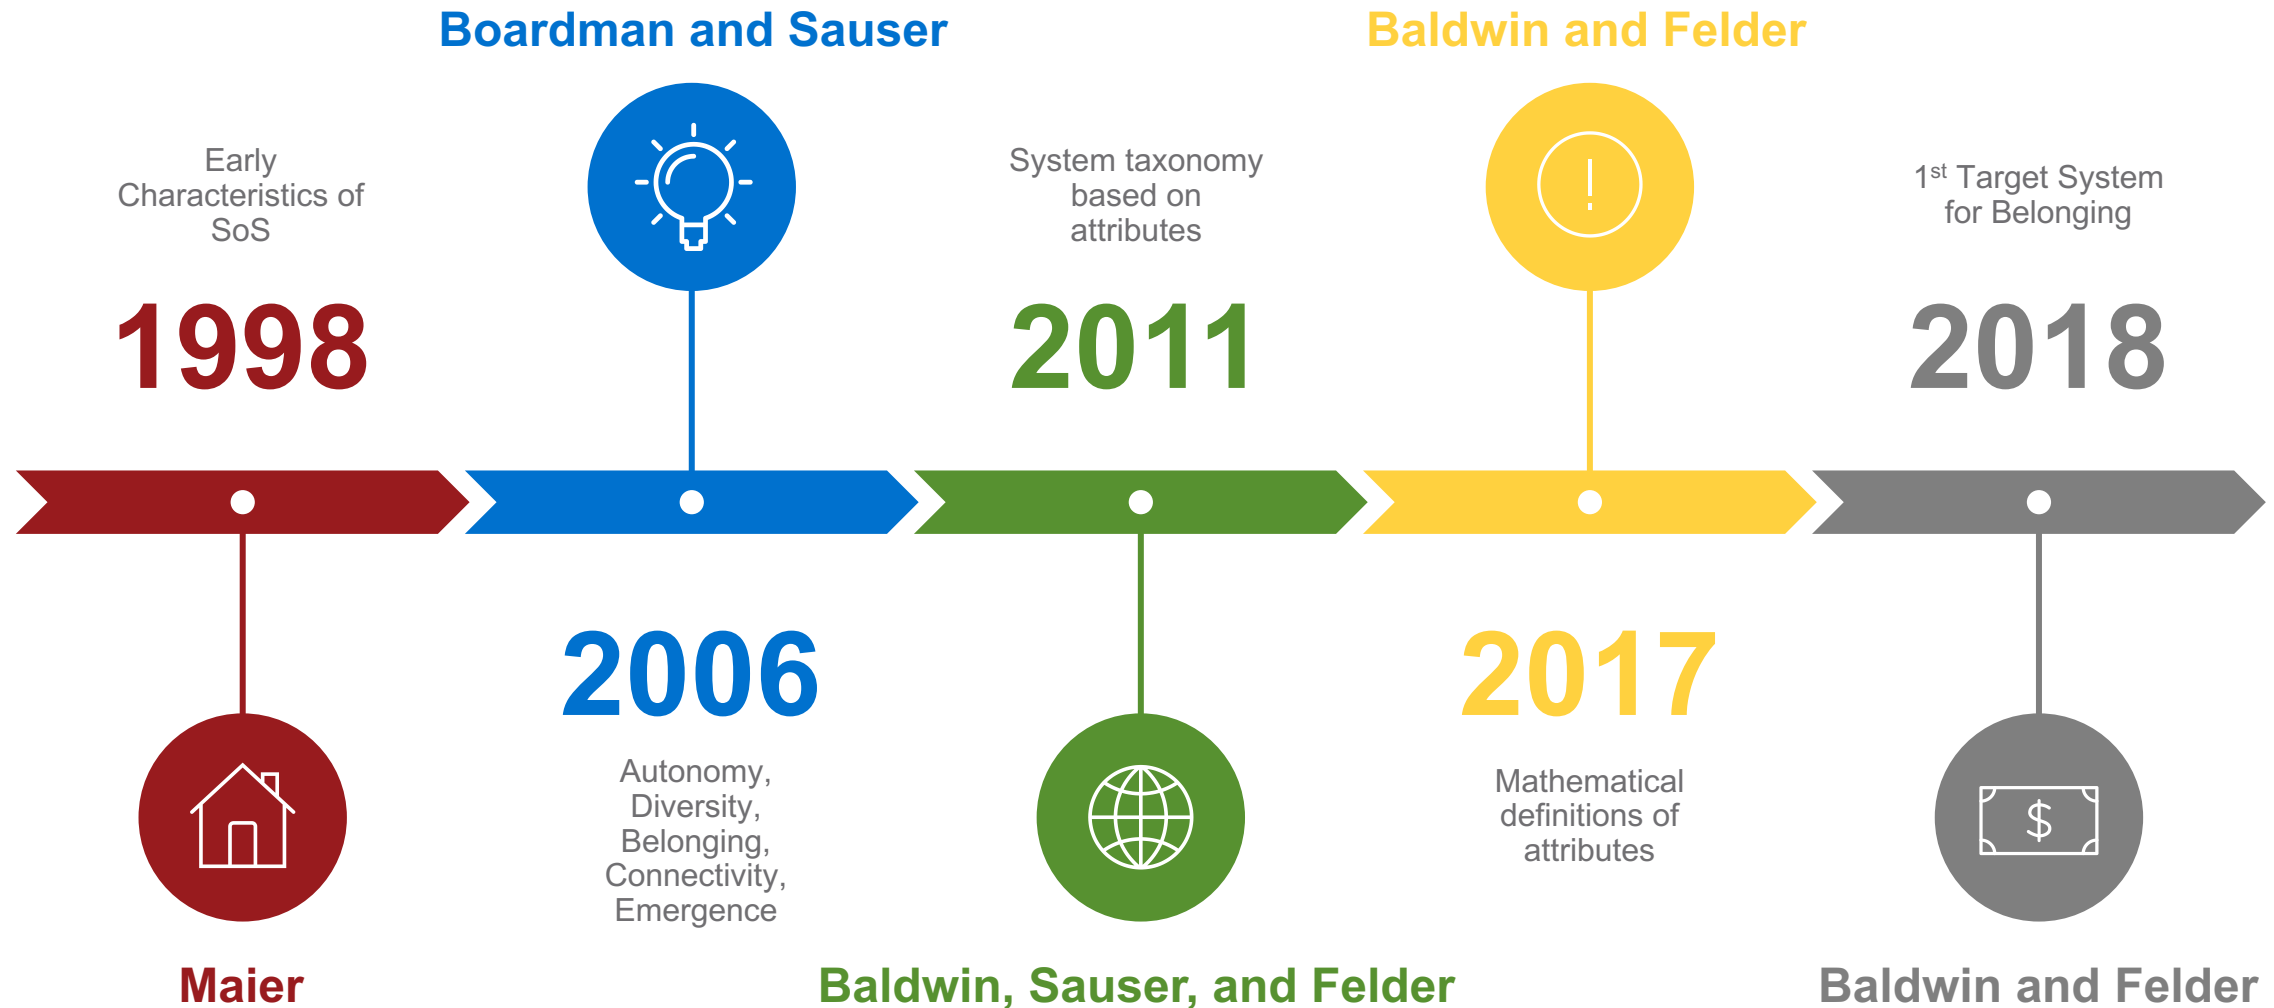 Boardman and Sauser
Baldwin and Felder
Early
Characteristics of
SoS
1998
System taxonomy
based on
attributes
2011
1st Target System
for Belonging
2018
2006
Autonomy,
Diversity,
Belonging,
Connectivity,
Emergence
2017
Mathematical
definitions of
attributes
$
Maier
Baldwin, Sauser, and Felder
Baldwin and Felder